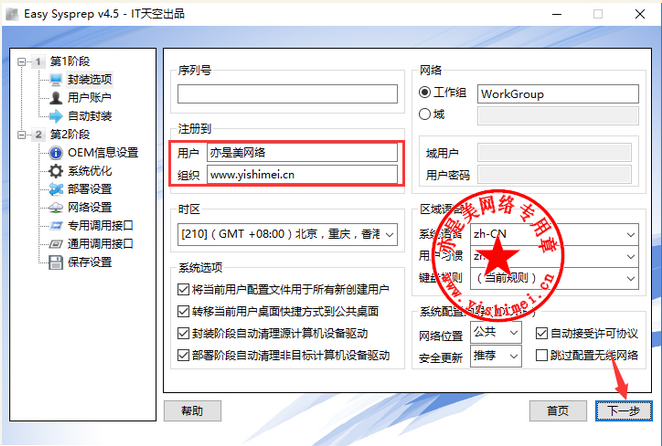 Easy Sysprep v4.5 - IT天空出品
1 第1阶段
封装选项
用户账户
自动封装
2 第2阶段
OEM信息设置
系统优化
部署设置
网络设置
专用调用接口
通用调用接口
保存设置
序列号
注册到
用户 亦是美网络
组织 www.yishimei.cn
时区
[210] ( GMT +08:00 ) 北京，重庆，香港
系统选项
将当前用户配置文件用于所有新创建用户
转移当前用户桌面快捷方式到公共桌面
封装阶段自动清理源计算机设备驱动
部署阶段自动清理非目标计算机设备驱动
网络
工作组 WorkGroup
域
域用户
用户密码
区域语言
系统语言 zh-CN
用户习惯
键盘规则 （当前规则）
网络位置 公共 自动接受许可协议
安全更新 推荐 跳过配置无线网络
亦是美网络专用章
www.yishimei.cn
帮助
首页
下一步